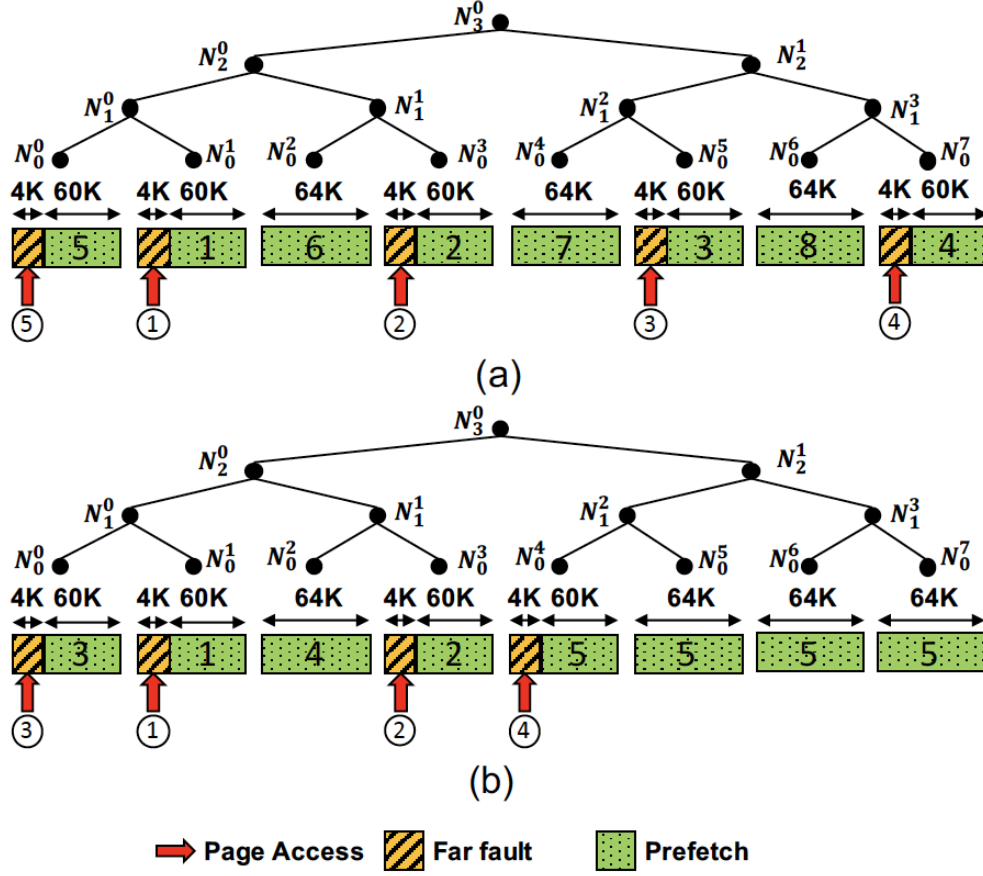 N_3^0
N_2^0 N_2^1
N_1^0 N_1^1 N_1^2 N_1^3
N_0^0 N_0^1 N_0^2 N_0^3 N_0^4 N_0^5 N_0^6 N_0^7
4K 60K 4K 60K 64K 4K 60K 64K 4K 60K 64K 4K 60K
5 1 6 2 7 3 8 4
⑤ ① ② ③ ④
(a)
N_3^0
N_2^0 N_2^1
N_1^0 N_1^1 N_1^2 N_1^3
N_0^0 N_0^1 N_0^2 N_0^3 N_0^4 N_0^5 N_0^6 N_0^7
4K 60K 4K 60K 64K 4K 60K 4K 60K 64K 64K 64K
3 1 4 2 5 5 5 5
③ ① ② ④
(b)
Page Access Far fault Prefetch